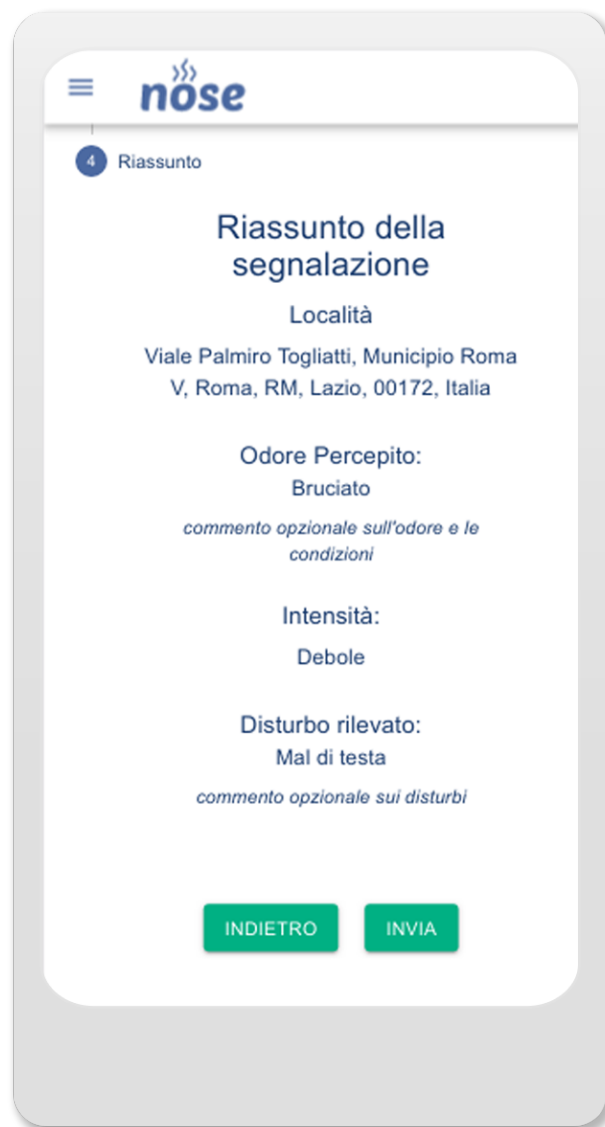 nose
4 Riassunto
Riassunto della
segnalazione
Località
Viale Palmiro Togliatti, Municipio Roma
V, Roma, RM, Lazio, 00172, Italia
Odore Percepito:
Bruciato
commento opzionale sull'odore e le
condizioni
Intensità:
Debole
Disturbo rilevato:
Mal di testa
commento opzionale sui disturbi
INDIETRO INVIA